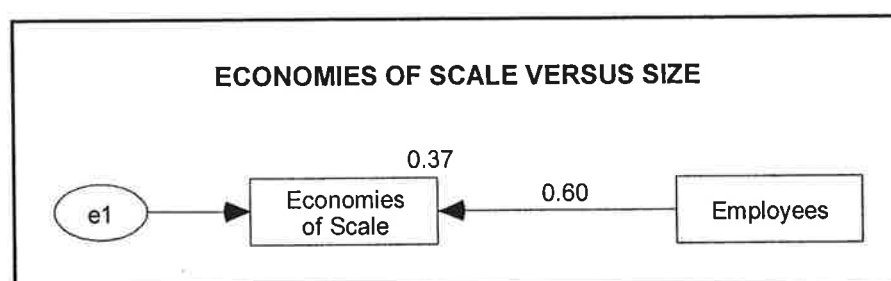 ECONOMIES OF SCALE VERSUS SIZE
0.37
e1
Economies
of Scale
0.60
Employees